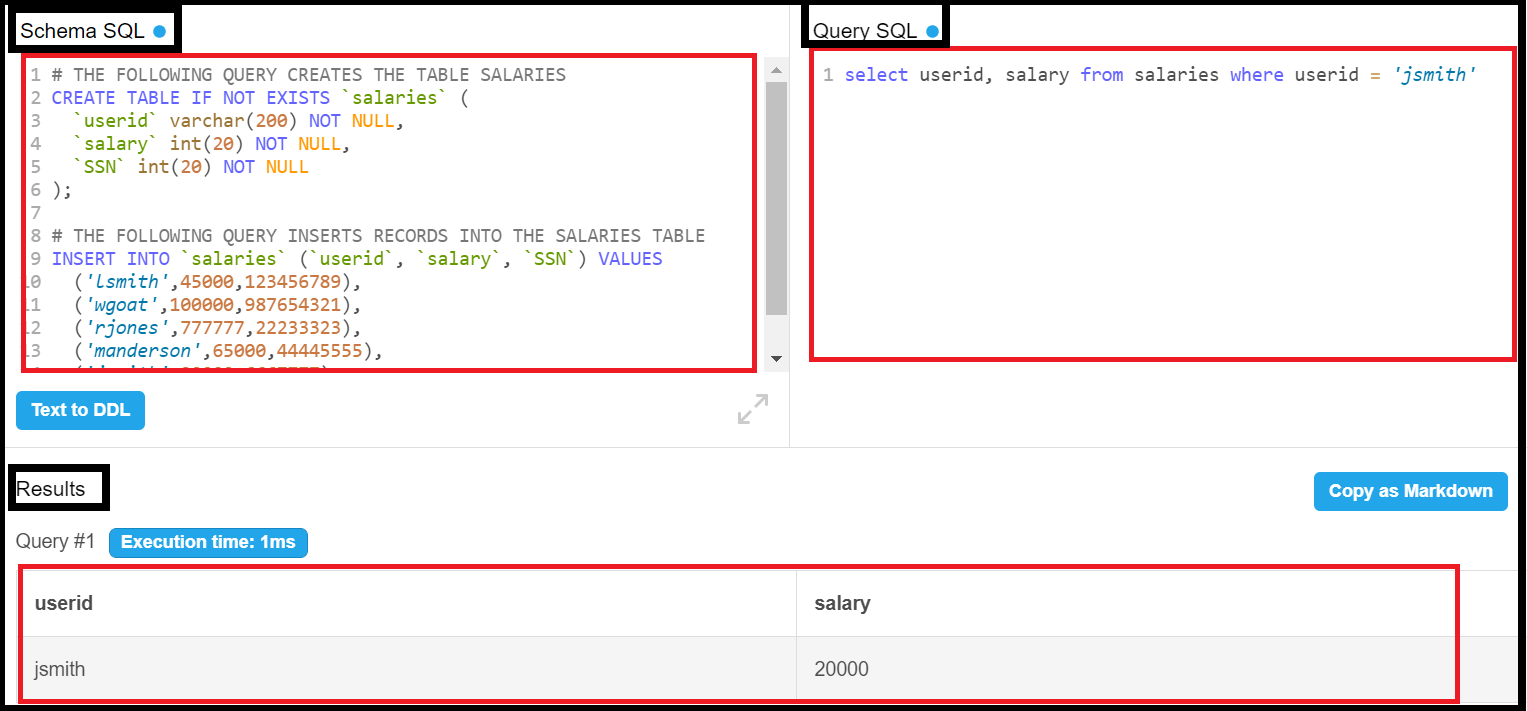 Schema SQL
1 # THE FOLLOWING QUERY CREATES THE TABLE SALARIES
2 CREATE TABLE IF NOT EXISTS `salaries` (
3 `userid` varchar(200) NOT NULL,
4 `salary` int(20) NOT NULL,
5 `SSN` int(20) NOT NULL
6 );
7
8 # THE FOLLOWING QUERY INSERTS RECORDS INTO THE SALARIES TABLE
9 INSERT INTO `salaries` (`userid`, `salary`, `SSN`) VALUES
10 ('lsmith',45000,123456789),
11 ('wgoat',100000,987654321),
12 ('rjones',777777,22233323),
13 ('manderson',65000,44445555),
Text to DDL
Query SQL
1 select userid, salary from salaries where userid = 'jsmith'
Results
Copy as Markdown
Query #1 Execution time: 1ms
userid salary
jsmith 20000